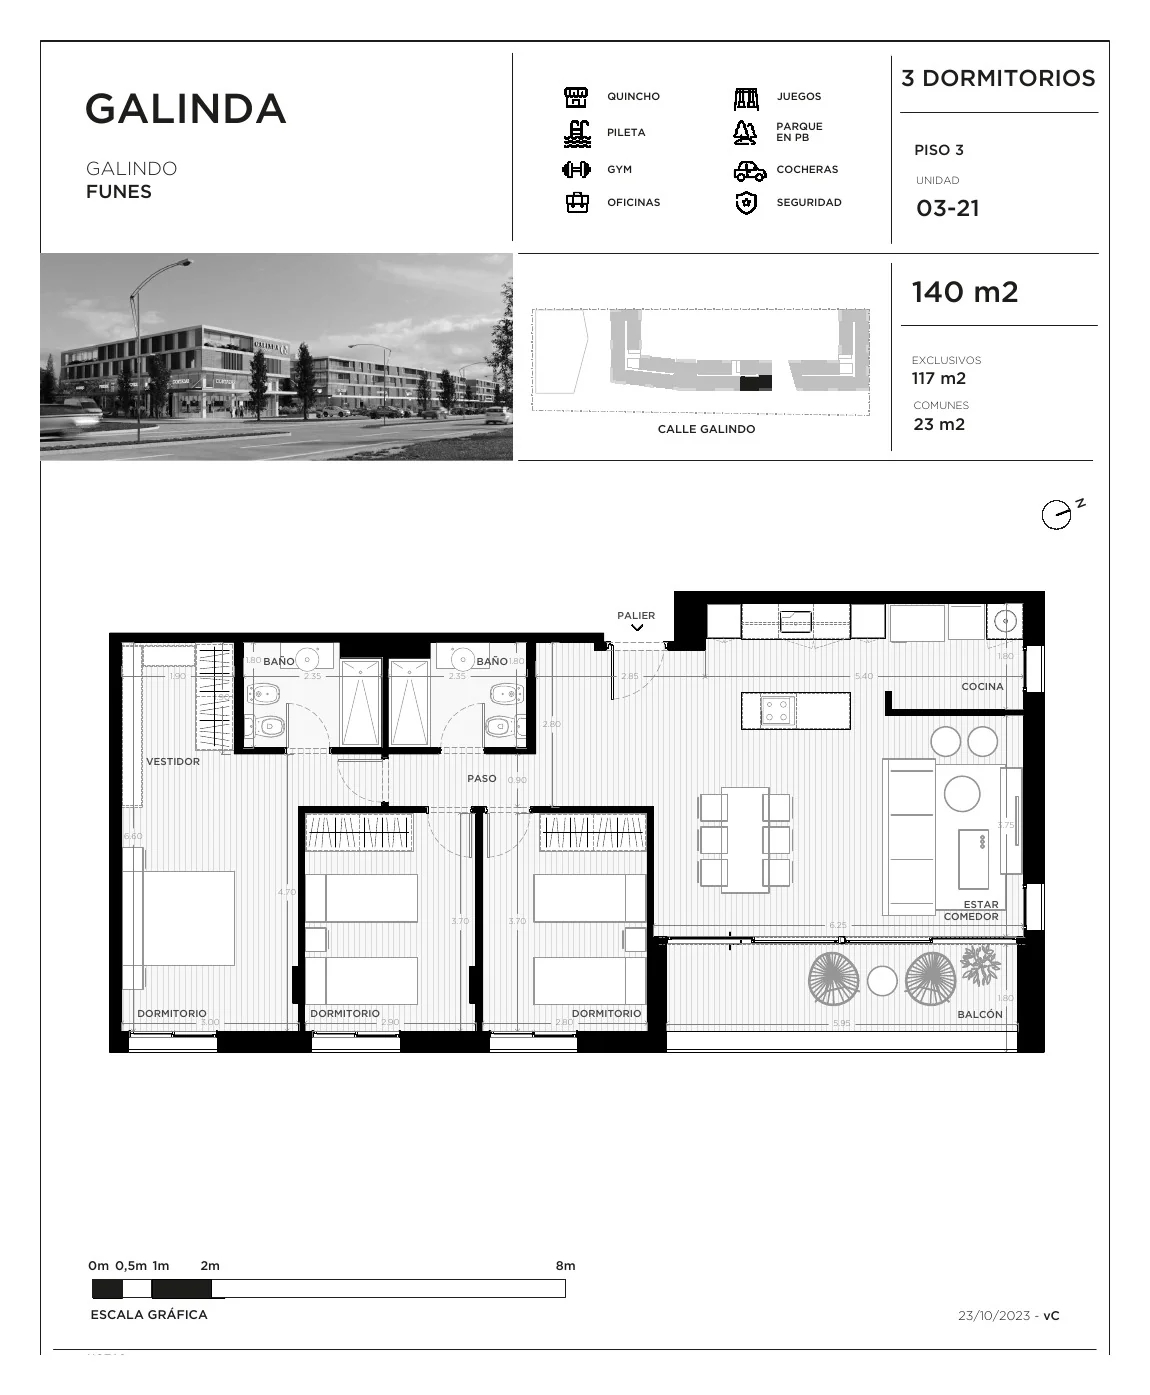 GALINDA
GALINDO
FUNES
QUINCHO
PILETA
GYM
OFICINAS
JUEGOS
PARQUE
EN PB
COCHERAS
SEGURIDAD
3 DORMITORIOS
PISO 3
UNIDAD
03-21
CALLE GALINDO
140 m2
EXCLUSIVOS
117 m2
COMUNES
23 m2
N
PALIER
1.80
BAÑO
BAÑO
1.80
1.90
2.35
2.35
2.85
5.40
1.80
COCINA
2.80
VESTIDOR
PASO
0.90
6.60
3.75
4.70
3.70
3.70
ESTAR
COMEDOR
6.25
1.80
DORMITORIO
DORMITORIO
DORMITORIO
BALCÓN
3.00
2.90
2.80
5.95
0m 0,5m 1m 2m 8m
ESCALA GRÁFICA
23/10/2023 - vC